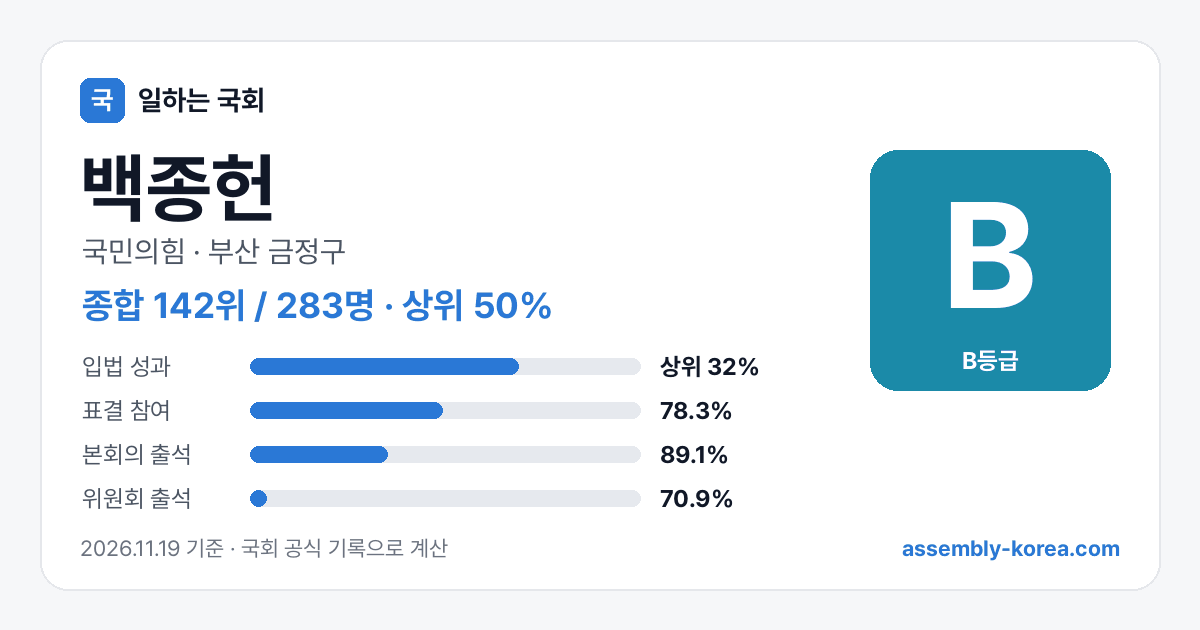 국 일하는 국회
백종헌
국민의힘 · 부산 금정구
종합 142위 / 283명 · 상위 50%
입법 성과 상위 32%
표결 참여 78.3%
본회의 출석 89.1%
위원회 출석 70.9%
B
B등급
2026.11.19 기준 · 국회 공식 기록으로 계산
assembly-korea.com